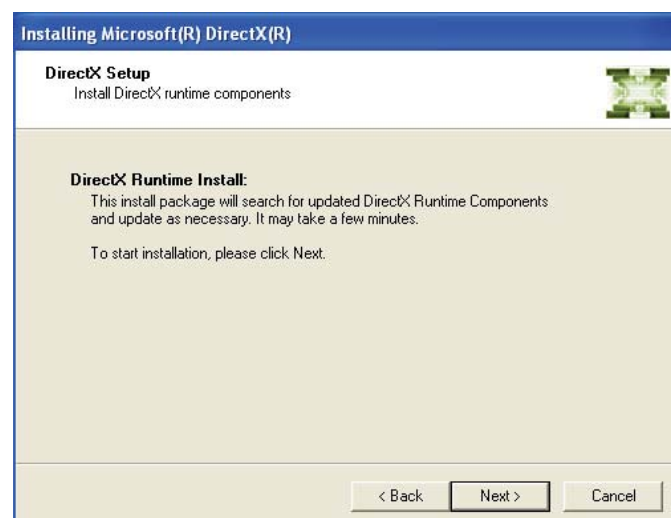 Installing Microsoft(R) DirectX(R)
DirectX Setup
Install DirectX runtime components
DirectX Runtime Install:
This install package will search for updated DirectX Runtime Components
and update as necessary. It may take a few minutes.
To start installation, please click Next.
< Back
Next >
Cancel